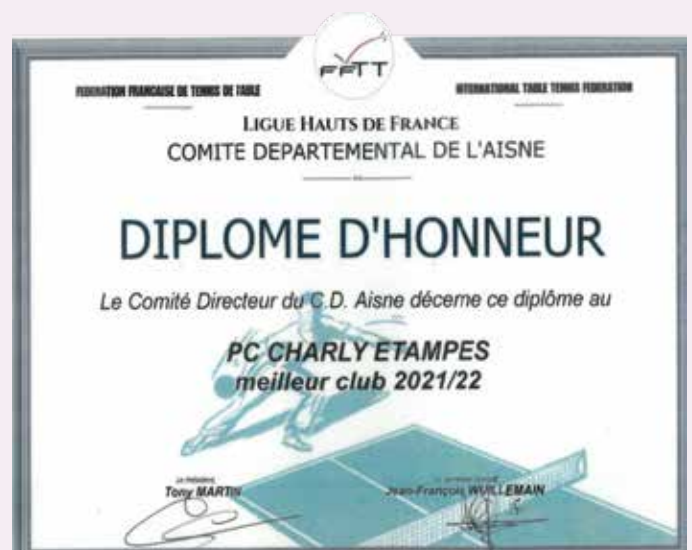 FFTT
FEDERATION FRANCAISE DE TENNIS DE TABLE
INTERNATIONAL TABLE TENNIS FEDERATION
LIGUE HAUTS DE FRANCE
COMITE DEPARTEMENTAL DE L'AISNE
DIPLOME D'HONNEUR
Le Comité Directeur du C.D. Aisne décerne ce diplôme au
PC CHARLY ETAMPES
meilleur club 2021/22
Tony MARTIN
Jean-François WUILLEMAIN